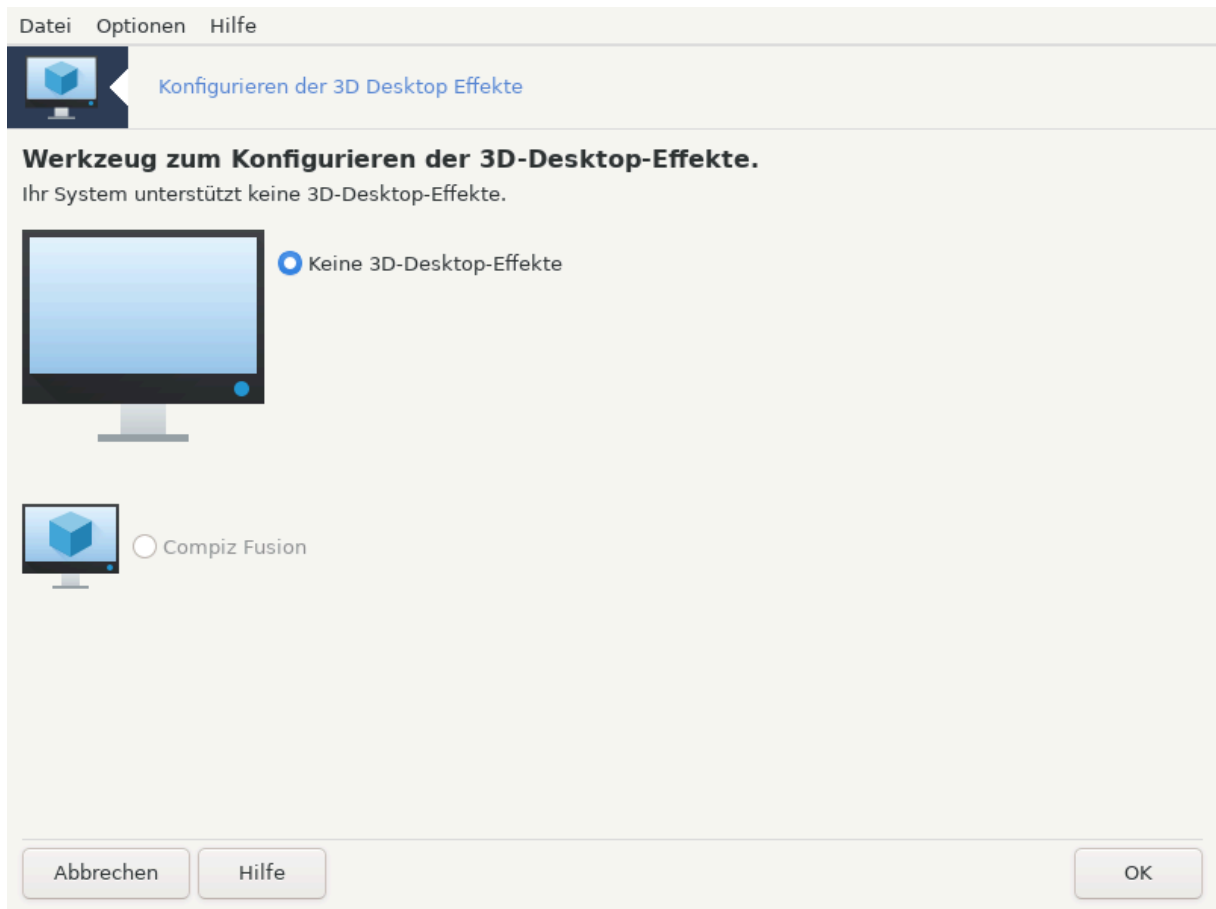 Datei Optionen Hilfe
Konfigurieren der 3D Desktop Effekte
Werkzeug zum Konfigurieren der 3D-Desktop-Effekte.
Ihr System unterstützt keine 3D-Desktop-Effekte.
Keine 3D-Desktop-Effekte
Compiz Fusion
Abbrechen Hilfe OK